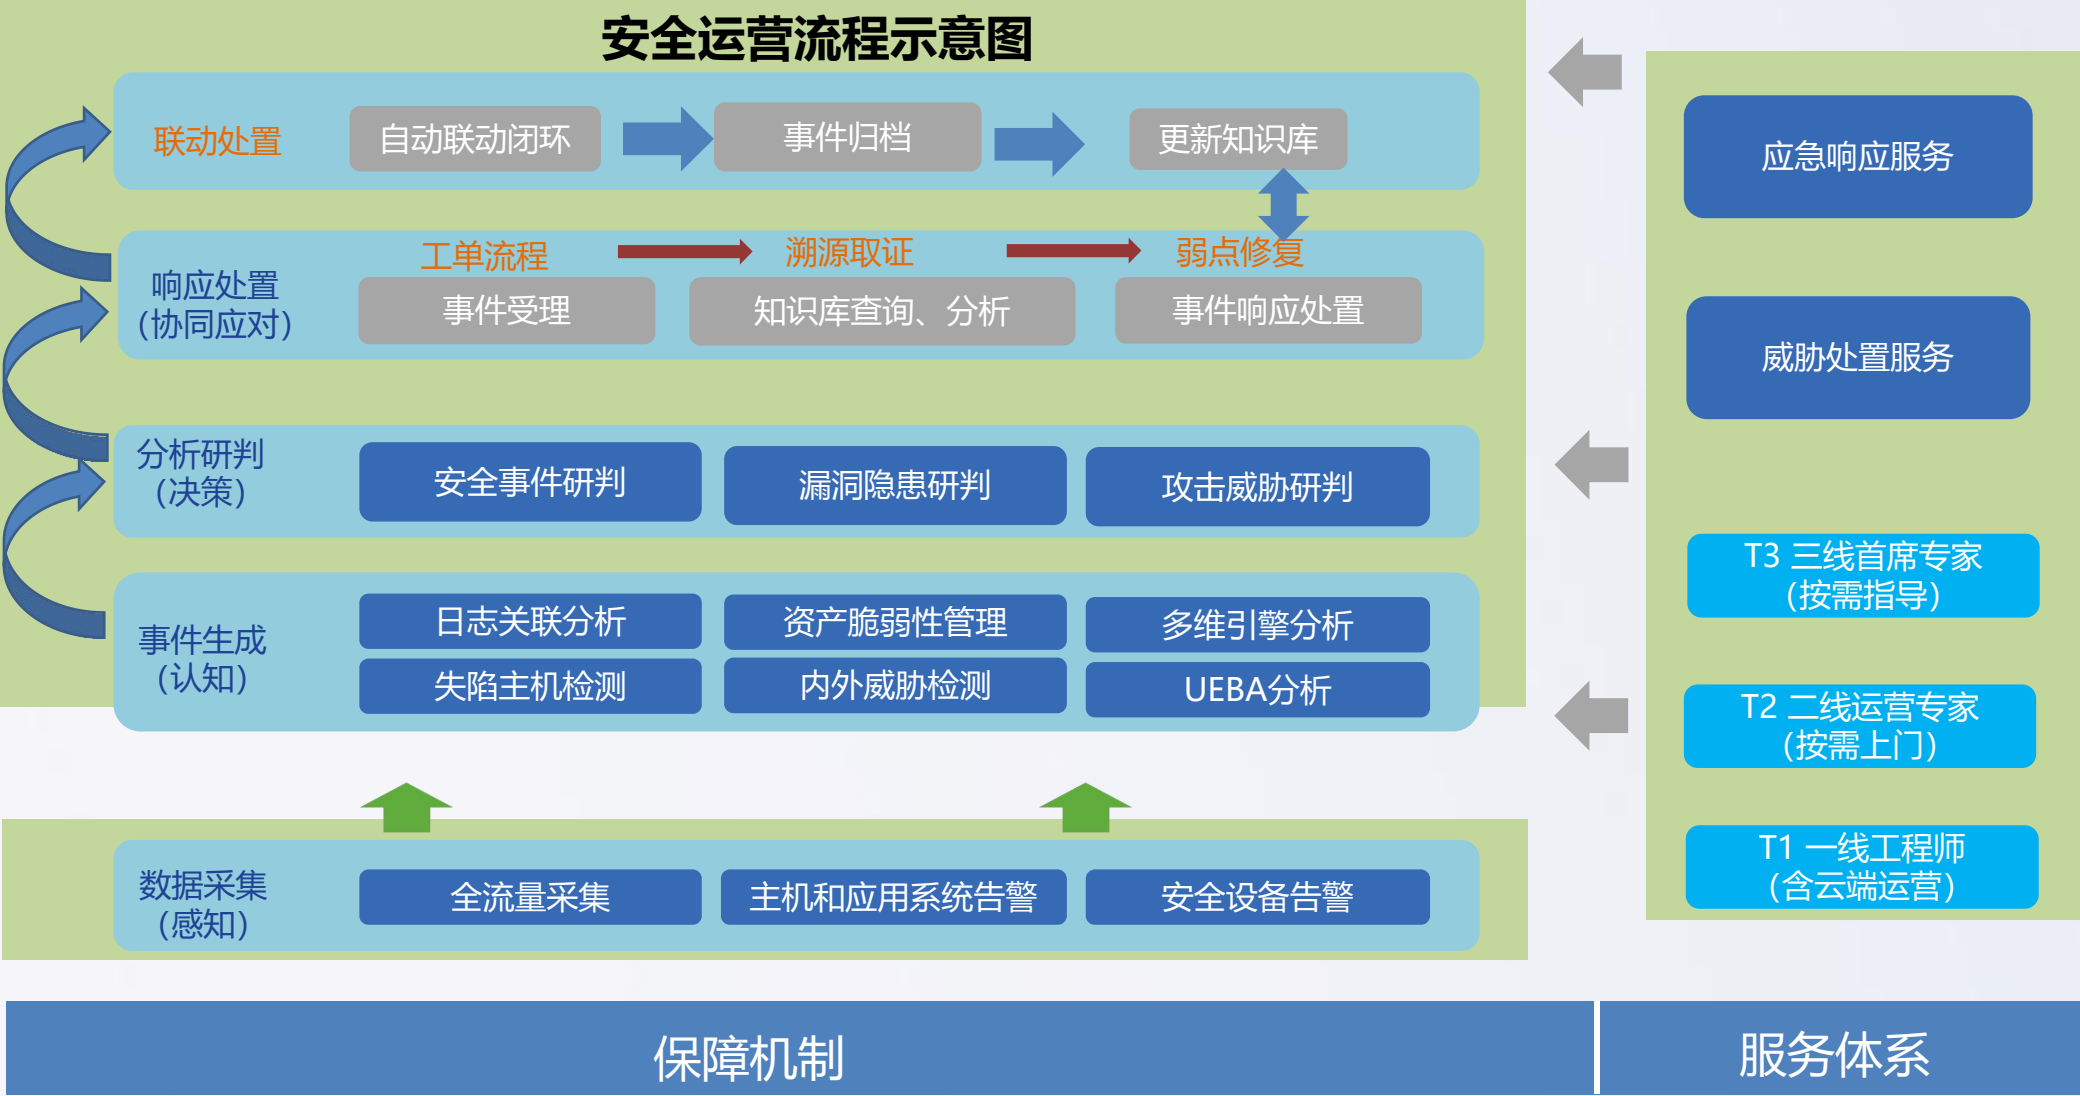 安全运营流程示意图
联动处置
自动联动闭环
事件归档
更新知识库
响应处置
（协同应对）
工单流程
溯源取证
弱点修复
事件受理
知识库查询、分析
事件响应处置
分析研判
（决策）
安全事件研判
漏洞隐患研判
攻击威胁研判
事件生成
（认知）
日志关联分析
资产脆弱性管理
多维引擎分析
失陷主机检测
内外威胁检测
UEBA分析
数据采集
（感知）
全流量采集
主机和应用系统告警
安全设备告警
应急响应服务
威胁处置服务
T3 三线首席专家
（按需指导）
T2 二线运营专家
（按需上门）
T1 一线工程师
（含云端运营）
保障机制
服务体系